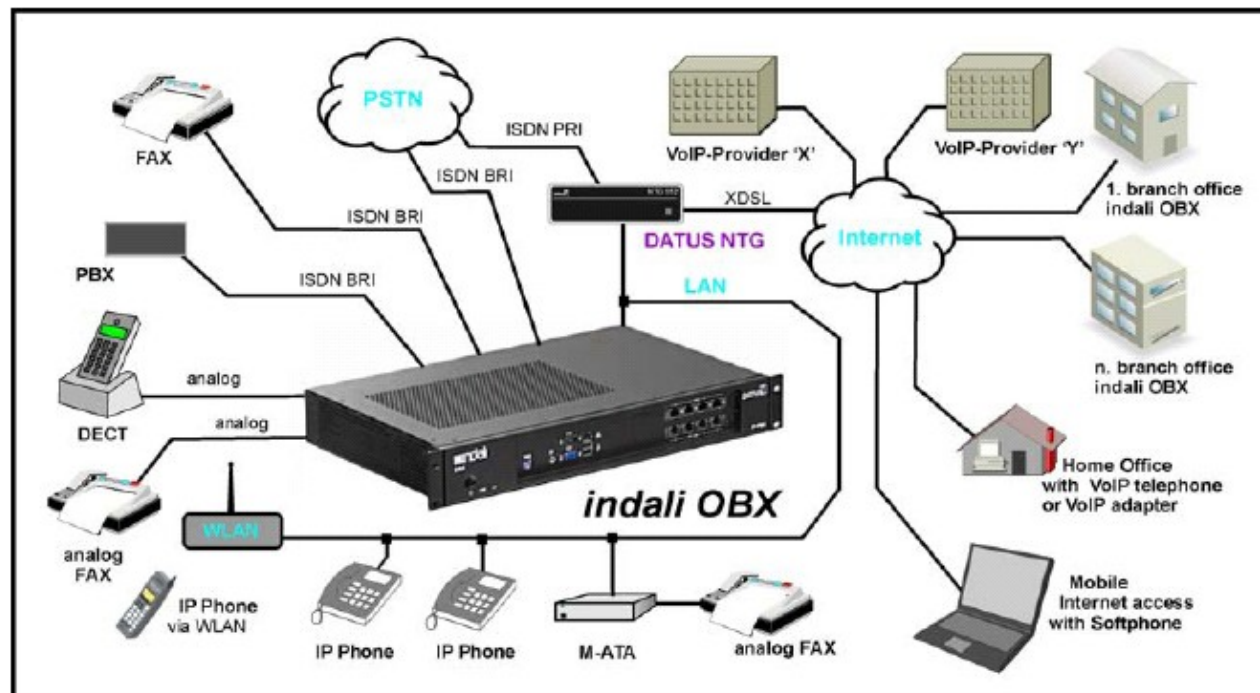 PSTN
FAX
ISDN PRI
ISDN BRI
ISDN BRI
PBX
ISDN BRI
VoIP-Provider 'X'
VoIP-Provider 'Y'
XDSL
DATUS NTG
Internet
1. branch office
indali OBX
LAN
n. branch office
indali OBX
DECT
analog
analog
indali
indali OBX
analog
FAX
WLAN
IP Phone
via WLAN
IP Phone
IP Phone
M-ATA
analog FAX
Home Office
with VoIP telephone
or VoIP adapter
Mobile
Internet access
with Softphone